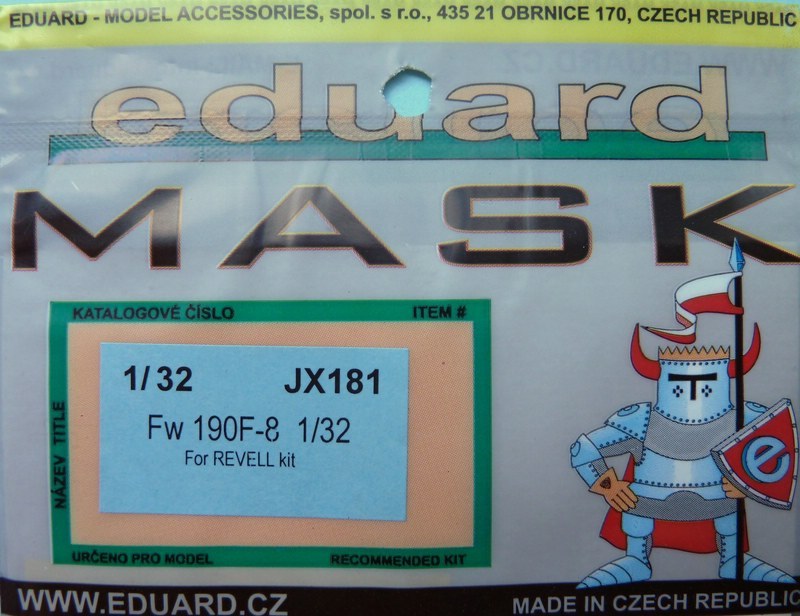 EDUARD - MODEL ACCESSORIES, spol. s r.o., 435 21 OBRNICE 170, CZECH REPUBLIC
eduard
MASK
KATALOGOVÉ ČÍSLO ITEM #
1/32 JX181
Fw 190F-8 1/32
For REVELL kit
NÁZEV TITLE
URČENO PRO MODEL RECOMMENDED KIT
e
WWW.EDUARD.CZ MADE IN CZECH REPUBLIC